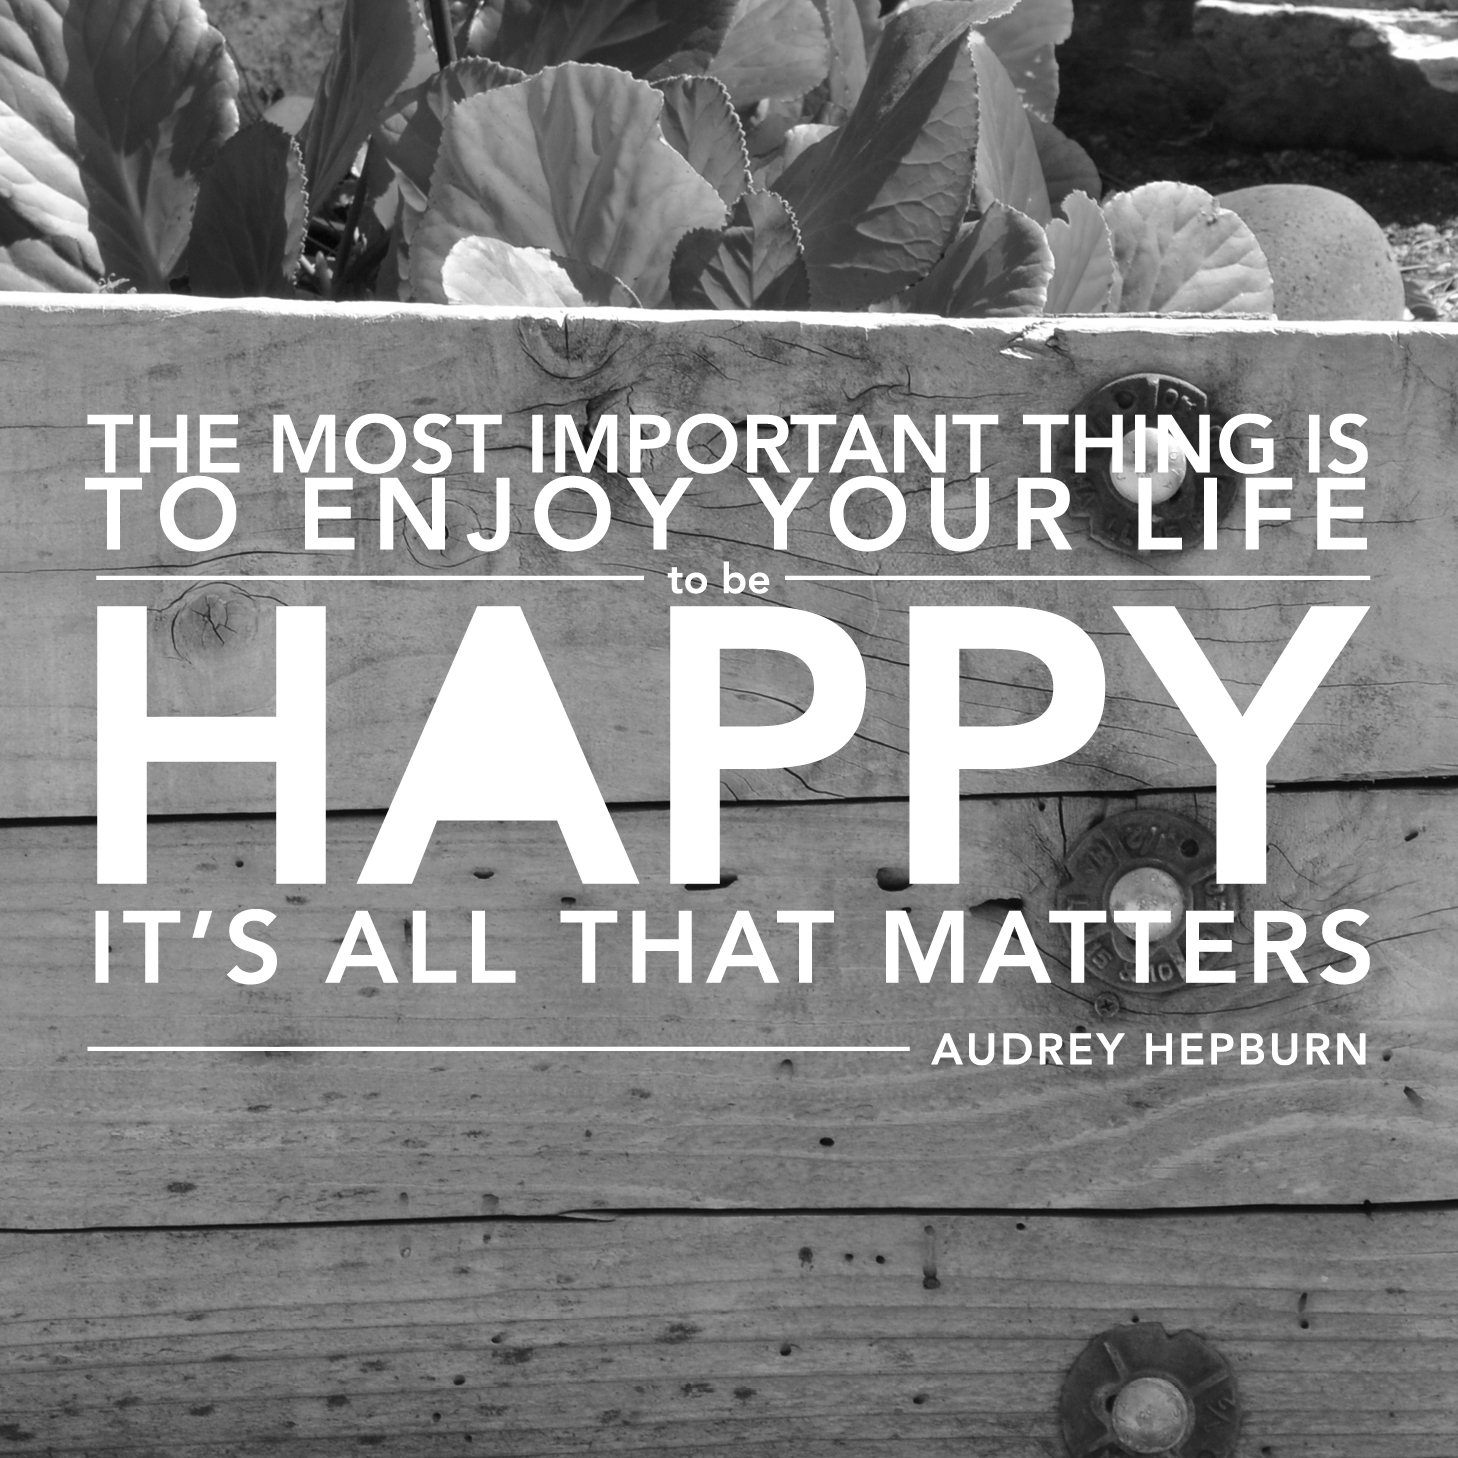 THE MOST IMPORTANT THING IS
TO ENJOY YOUR LIFE
to be
HAPPY
IT'S ALL THAT MATTERS
AUDREY HEPBURN